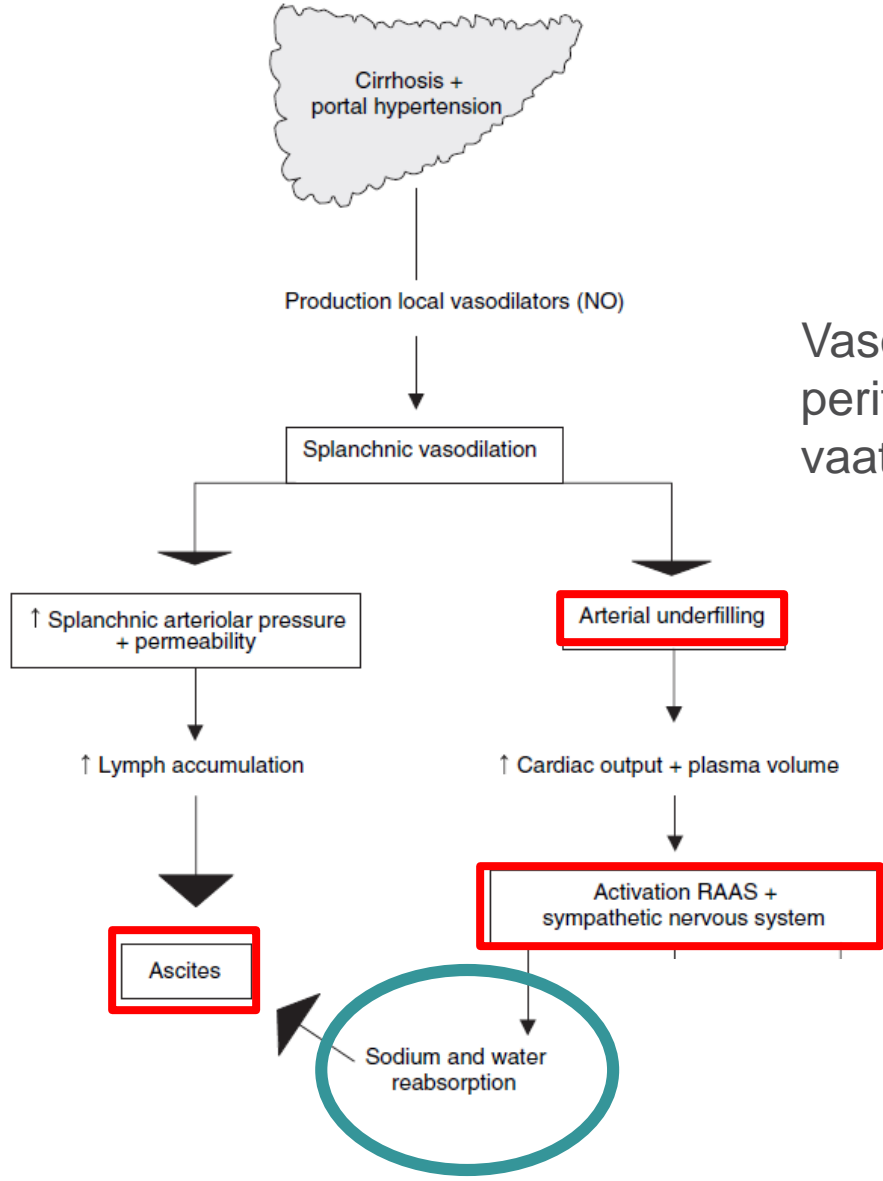 Cirrhosis +
portal hypertension
Production local vasodilators (NO)
Splanchnic vasodilation
↑ Splanchnic arteriolar pressure
+ permeability
Arterial underfilling
↑ Lymph accumulation
↑ Cardiac output + plasma volume
Activation RAAS +
sympathetic nervous system
Ascites
Sodium and water
reabsorption